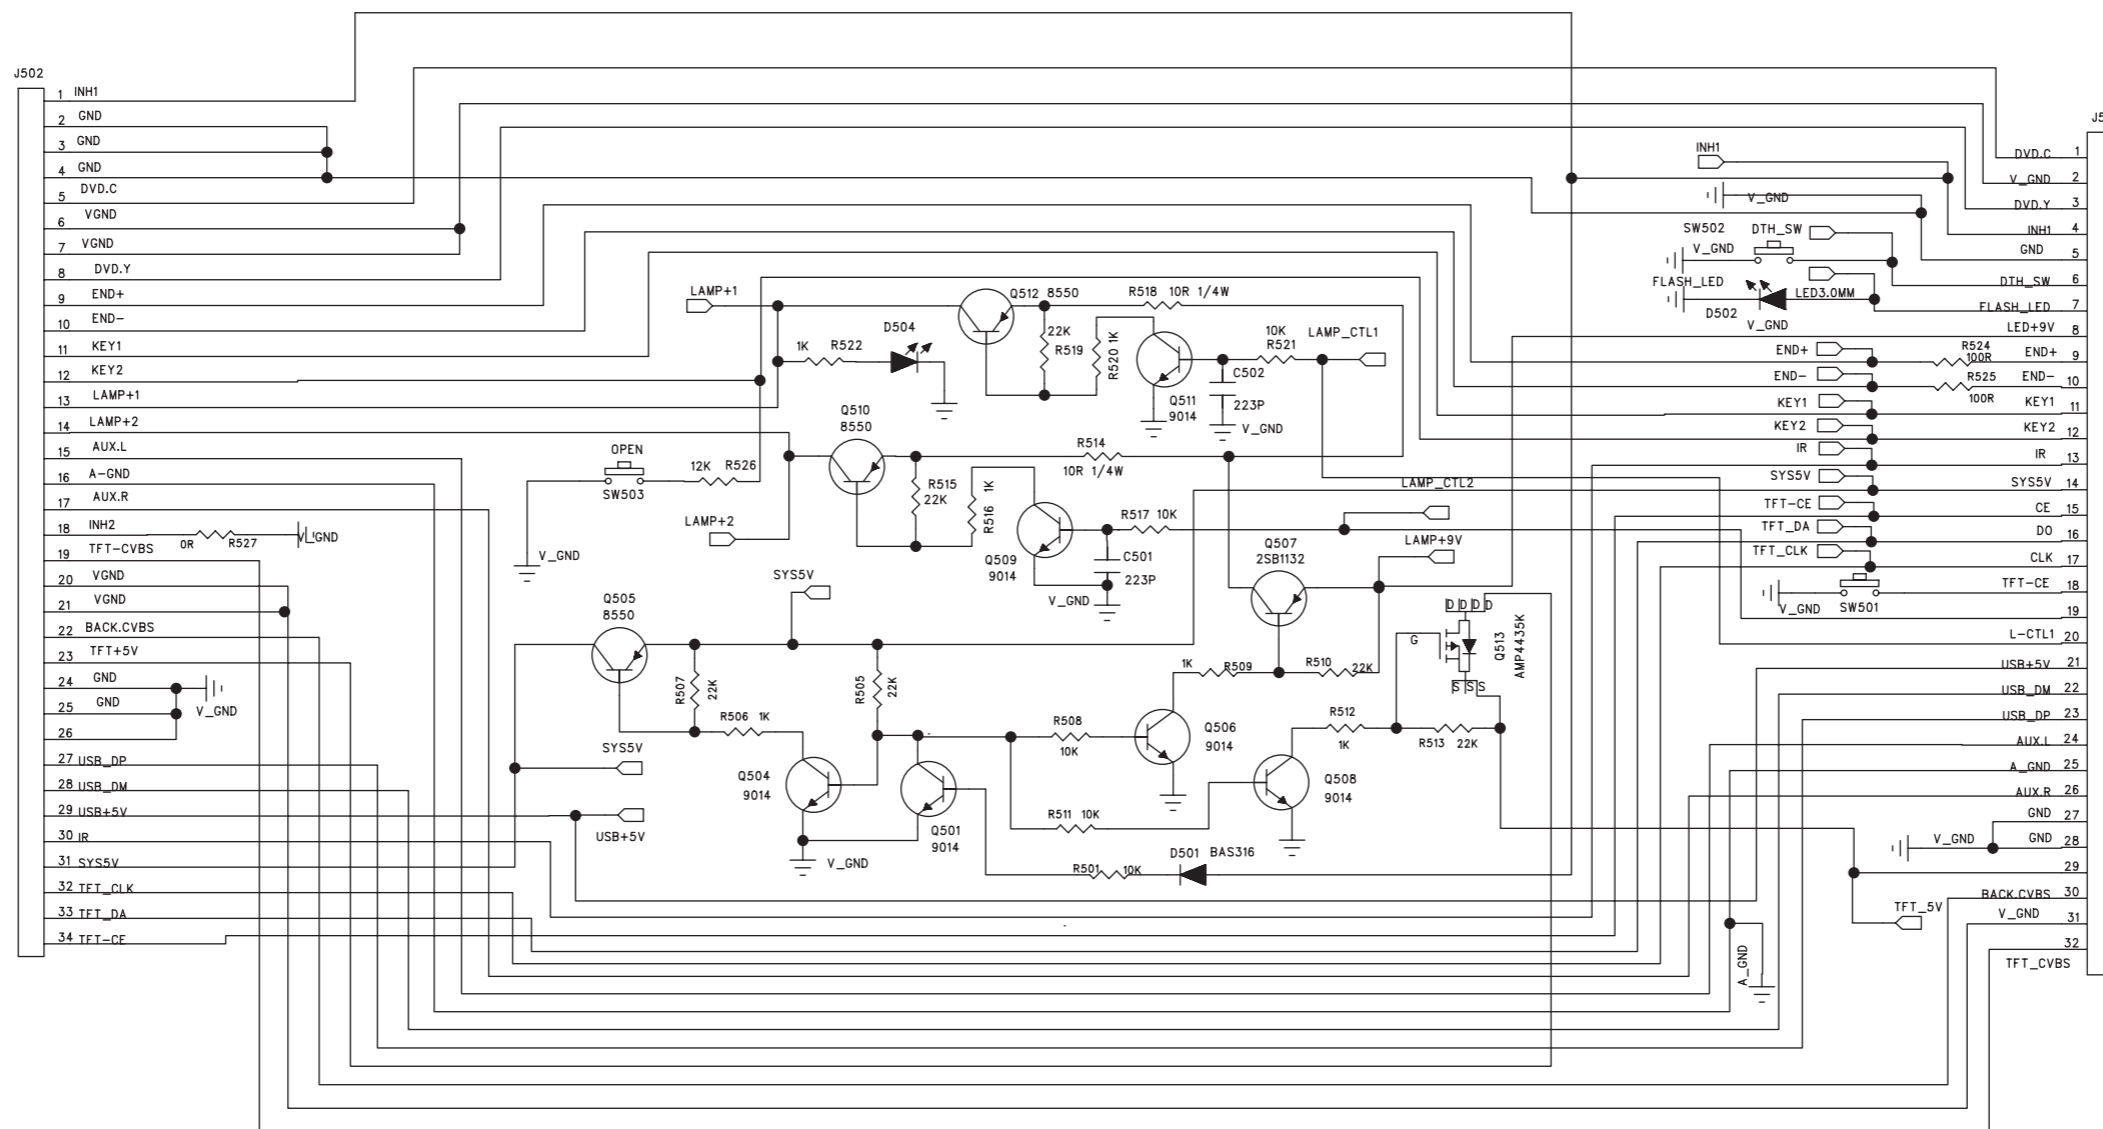 J502
1 INH1
2 GND
3 GND
4 GND
5 DVD.C
6 VGND
7 VGND
8 DVD.Y
9 END+
10 END-
11 KEY1
12 KEY2
13 LAMP+1
14 LAMP+2
15 AUX.L
16 A-GND
17 AUX.R
18 INH2
19 TFT-CVBS
20 VGND
21 VGND
22 BACK.CVBS
23 TFT+5V
24 GND
25 GND
26
27 USB_DP
28 USB_DM
29 USB+5V
30 IR
31 SYS5V
32 TFT_CLK
33 TFT_DA
34 TFT-CE
0R R527
V_GND
V_GND
OPEN
SW503
12K R526
V_GND
LAMP+1
1K R522
D504
Q512 8550
22K
R519
R520 1K
R518 10R 1/4W
Q511
9014
C502
223P
V_GND
10K
R521
LAMP_CTL1
Q510
8550
LAMP+2
R515
22K
R516 1K
R514
10R 1/4W
Q509
9014
R517 10K
C501
223P
V_GND
LAMP_CTL2
LAMP+9V
Q507
2SB1132
SYS5V
Q505
8550
R507 22K
R505 22K
R506 1K
SYS5V
USB+5V
Q504
9014
Q501
9014
V_GND
R508
10K
R511 10K
R501 10K
D501 BAS316
1K R509
R510 22K
Q506
9014
Q508
9014
R512
1K
R513 22K
G
D D D D
S S S
Q513
AMP4435K
INH1
V_GND
SW502 DTH_SW
V_GND
FLASH_LED
LED3.0MM
D502
V_GND
END+
END-
KEY1
KEY2
IR
SYS5V
TFT-CE
TFT_DA
TFT_CLK
R524
100R
R525
100R
V_GND SW501
V_GND
TFT_5V
A_GND
J5
DVD.C 1
V_GND 2
DVD.Y 3
INH1 4
GND 5
DTH_SW 6
FLASH_LED 7
LED+9V 8
END+ 9
END- 10
KEY1 11
KEY2 12
IR 13
SYS5V 14
CE 15
DO 16
CLK 17
TFT-CE 18
19
L-CTL1 20
USB+5V 21
USB_DM 22
USB_DP 23
AUX.L 24
A_GND 25
AUX.R 26
GND 27
GND 28
29
BACK.CVBS 30
V_GND 31
32
TFT_CVBS